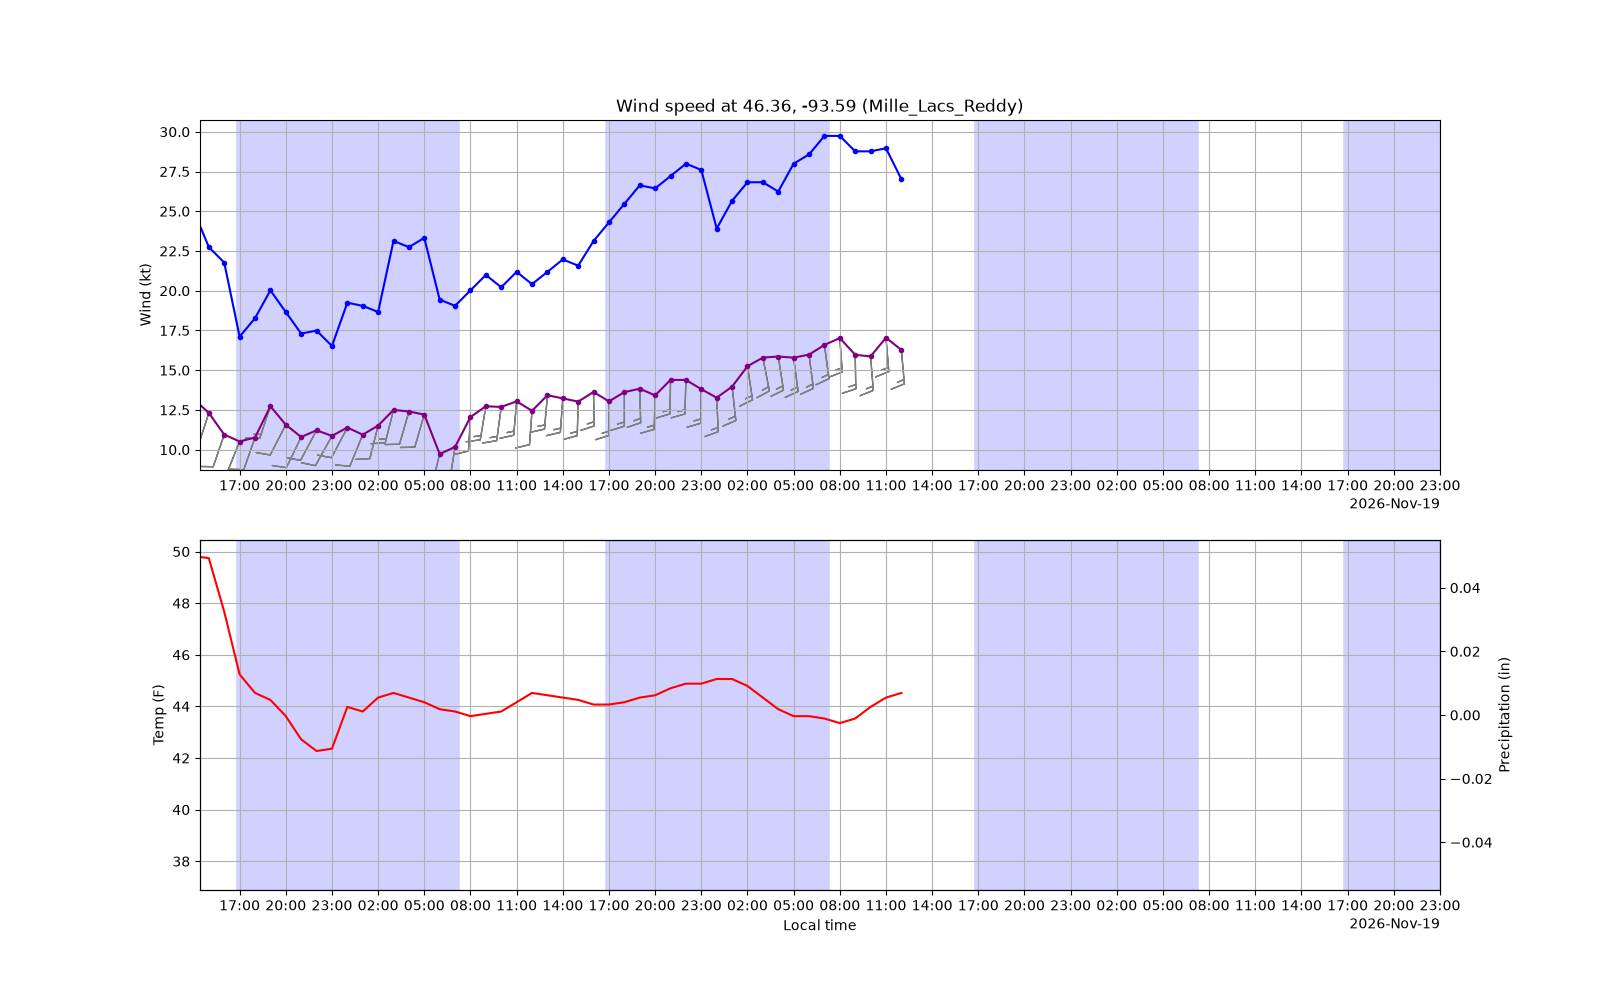 Wind speed at 46.36, -93.59 (Mille_Lacs_Reddy)
30.0
27.5
25.0
22.5
20.0
17.5
15.0
12.5
10.0
Wind (kt)
17:00 20:00 23:00 02:00 05:00 08:00 11:00 14:00 17:00 20:00 23:00 02:00 05:00 08:00 11:00 14:00 17:00 20:00 23:00 02:00 05:00 08:00 11:00 14:00 17:00 20:00 23:00
2026-Nov-19
50
48
46
44
42
40
38
Temp (F)
0.04
0.02
0.00
−0.02
−0.04
Precipitation (in)
17:00 20:00 23:00 02:00 05:00 08:00 11:00 14:00 17:00 20:00 23:00 02:00 05:00 08:00 11:00 14:00 17:00 20:00 23:00 02:00 05:00 08:00 11:00 14:00 17:00 20:00 23:00
2026-Nov-19
Local time